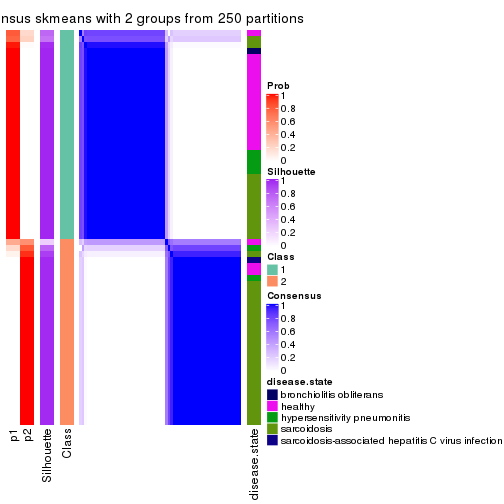 nsus skmeans with 2 groups from 250 partitions
Prob
1
0.8
0.6
0.4
0.2
0
Silhouette
1
0.8
0.6
0.4
0.2
0
Class
1
2
Consensus
1
0.8
0.6
0.4
0.2
0
disease.state
bronchiolitis obliterans
healthy
hypersensitivity pneumonitis
sarcoidosis
sarcoidosis-associated hepatitis C virus infection
p1
p2
Silhouette
Class
disease.state